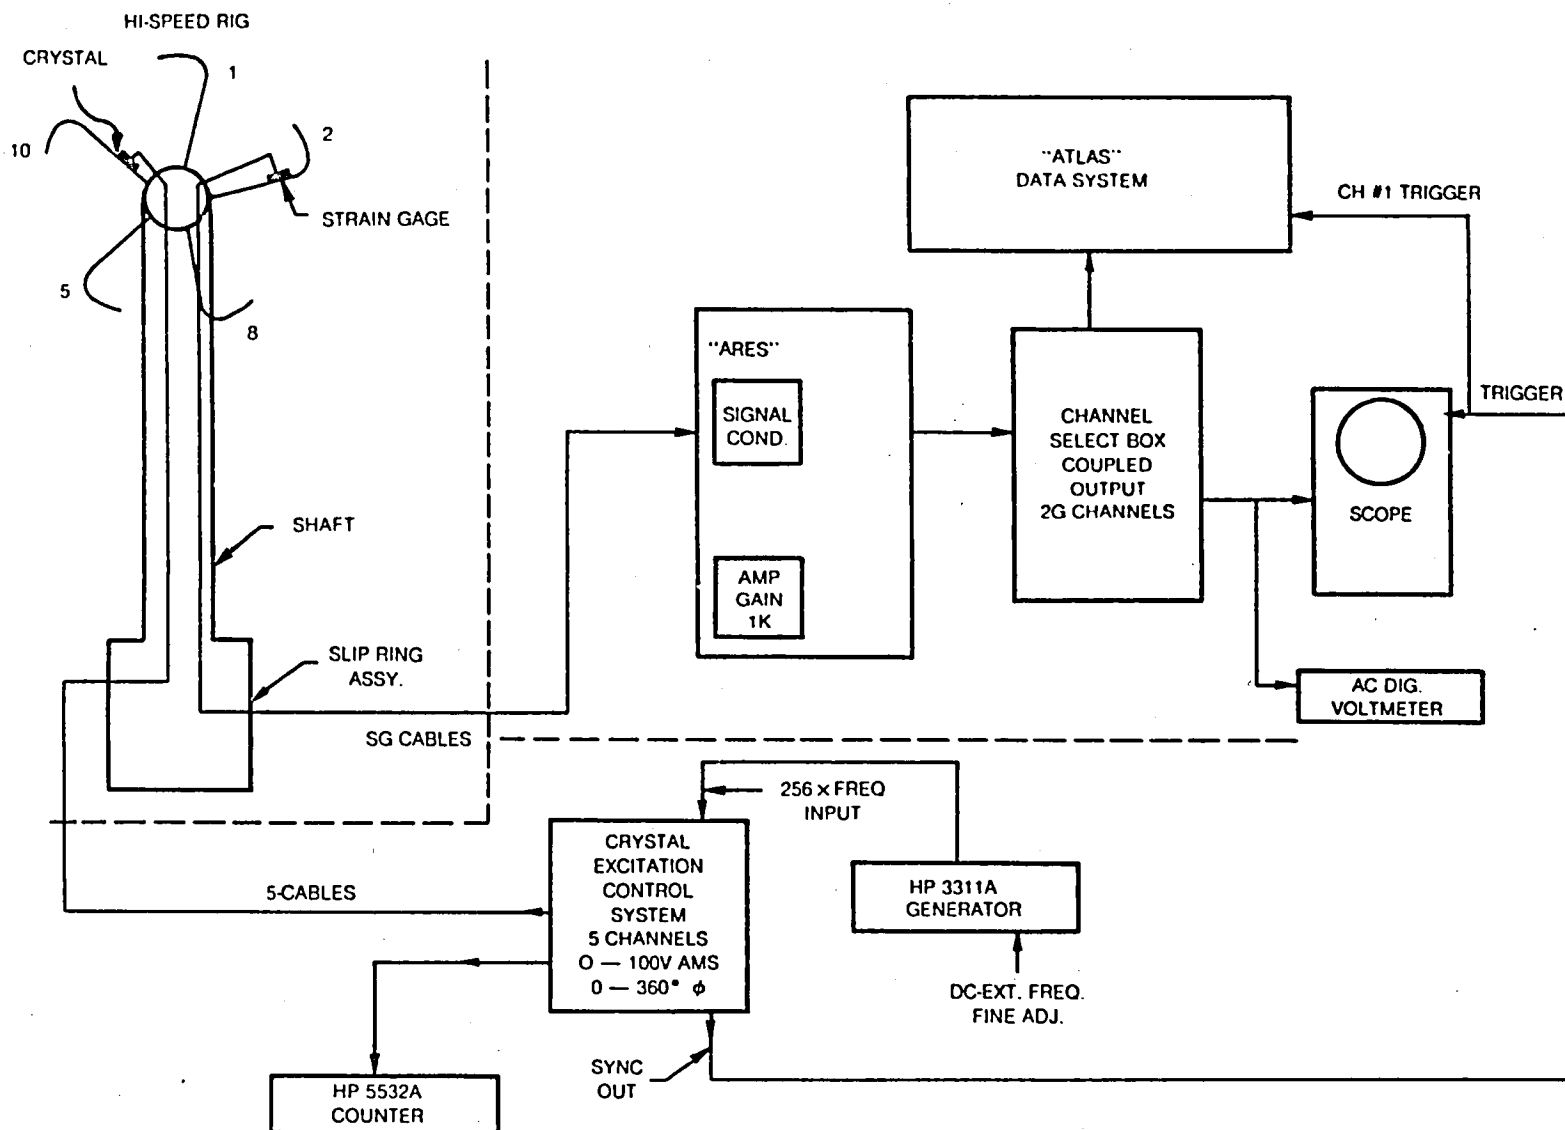 HI-SPEED RIG
CRYSTAL
1
2
10
STRAIN GAGE
5
8
SHAFT
SLIP RING
ASSY.
SG CABLES
"ATLAS"
DATA SYSTEM
CH #1 TRIGGER
TRIGGER
"ARES"
SIGNAL
COND.
AMP
GAIN
1K
CHANNEL
SELECT BOX
COUPLED
OUTPUT
2G CHANNELS
SCOPE
AC DIG.
VOLTMETER
256 x FREQ
INPUT
CRYSTAL
EXCITATION
CONTROL
SYSTEM
5 CHANNELS
O — 100V AMS
0 — 360° ϕ
HP 3311A
GENERATOR
DC-EXT. FREQ.
FINE ADJ.
5-CABLES
SYNC
OUT
HP 5532A
COUNTER